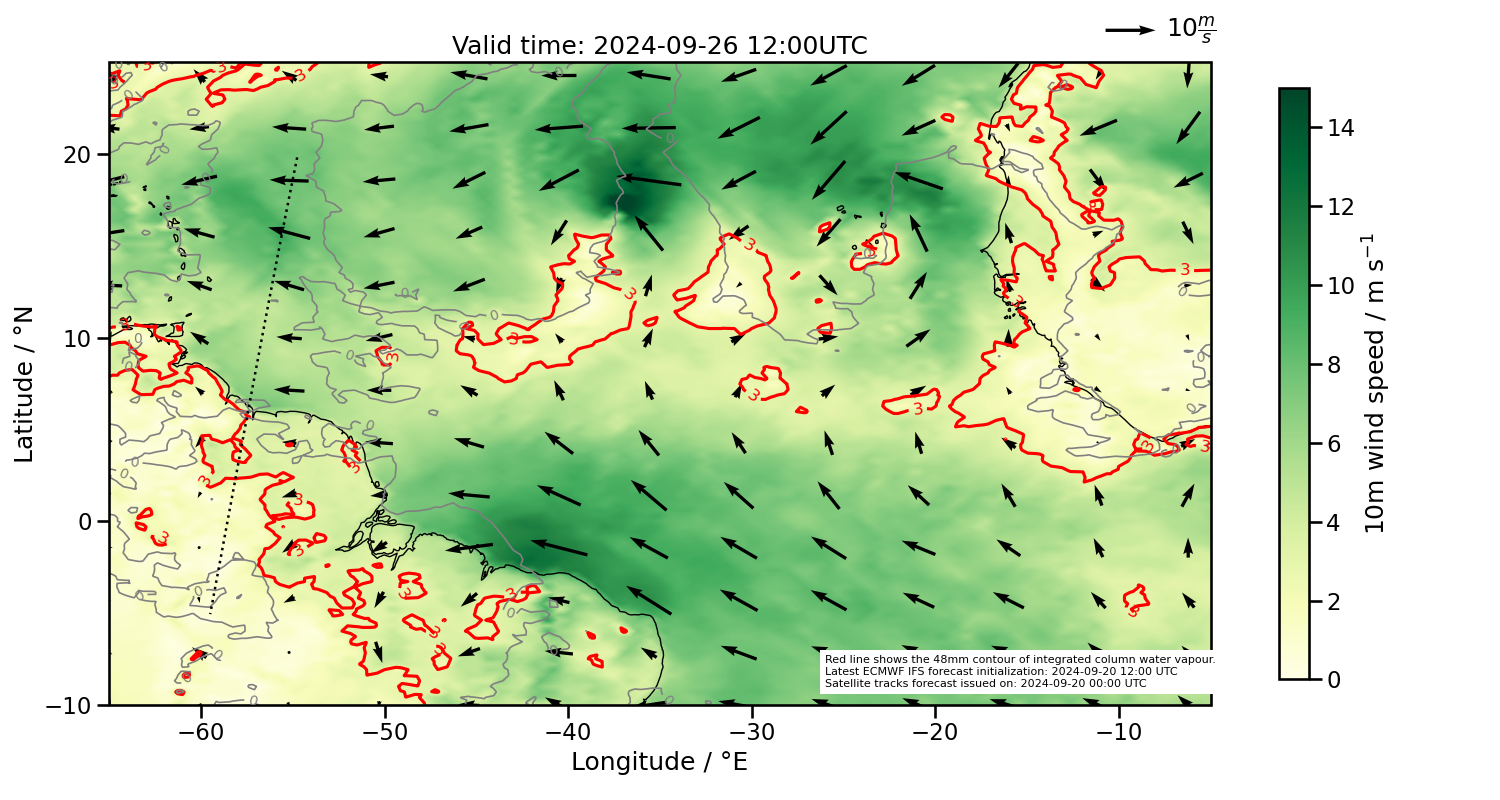 10 m/s
Valid time: 2024-09-26 12:00UTC
20
10
0
−10
Latitude / °N
−60
−50
−40
−30
−20
−10
Longitude / °E
Red line shows the 48mm contour of integrated column water vapour.
Latest ECMWF IFS forecast initialization: 2024-09-20 12:00 UTC
Satellite tracks forecast issued on: 2024-09-20 00:00 UTC
14
12
10
8
6
4
2
0
10m wind speed / m s⁻¹